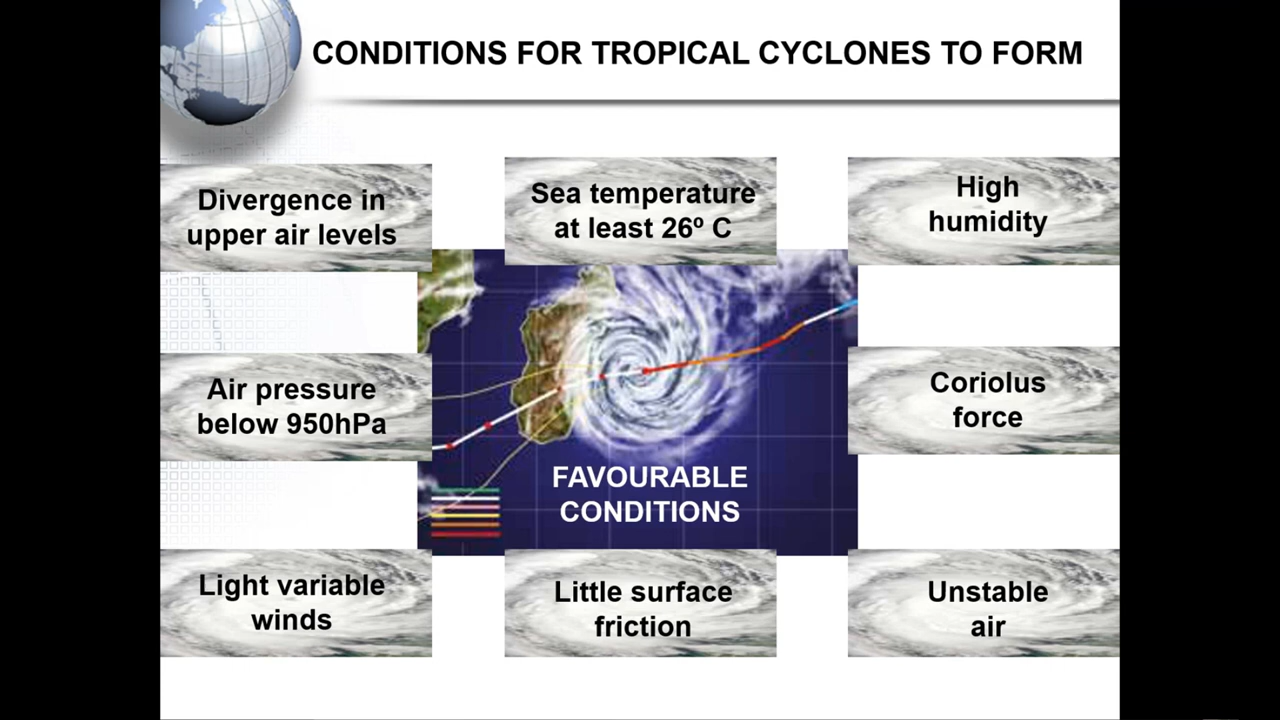 CONDITIONS FOR TROPICAL CYCLONES TO FORM
Divergence in
upper air levels
Sea temperature
at least 26º C
High
humidity
Air pressure
below 950hPa
Coriolus
force
FAVOURABLE
CONDITIONS
Light variable
winds
Little surface
friction
Unstable
air